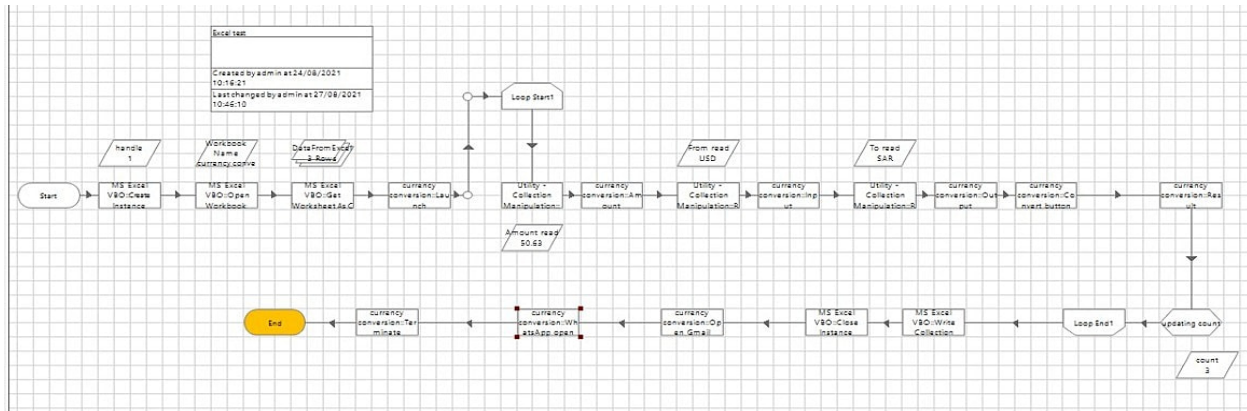 Excel test
Created by admin at 24/08/2021
10:16:21
Last changed by admin at 27/08/2021
10:46:10
Loop Start1
handle
1
Workbook
Name
currency conve
DataFromExcel
3 Rows
From read
USD
To read
SAR
Start
MS Excel
VBO::Create
Instance
MS Excel
VBO::Open
Workbook
MS Excel
VBO::Get
Worksheet As C
currency
conversion::Lau
nch
Utility -
Collection
Manipulation::
currency
conversion::Am
ount
Utility -
Collection
Manipulation::R
currency
conversion::Inp
ut
Utility -
Collection
Manipulation::R
currency
conversion::Out
put
currency
conversion::Co
nvert button
currency
conversion::Res
ult
Amount read
50.63
End
currency
conversion::Ter
minate
currency
conversion::Wh
atsApp open
currency
conversion::Op
en Gmail
MS Excel
VBO::Close
Instance
MS Excel
VBO::Write
Collection
Loop End1
updating count
count
3